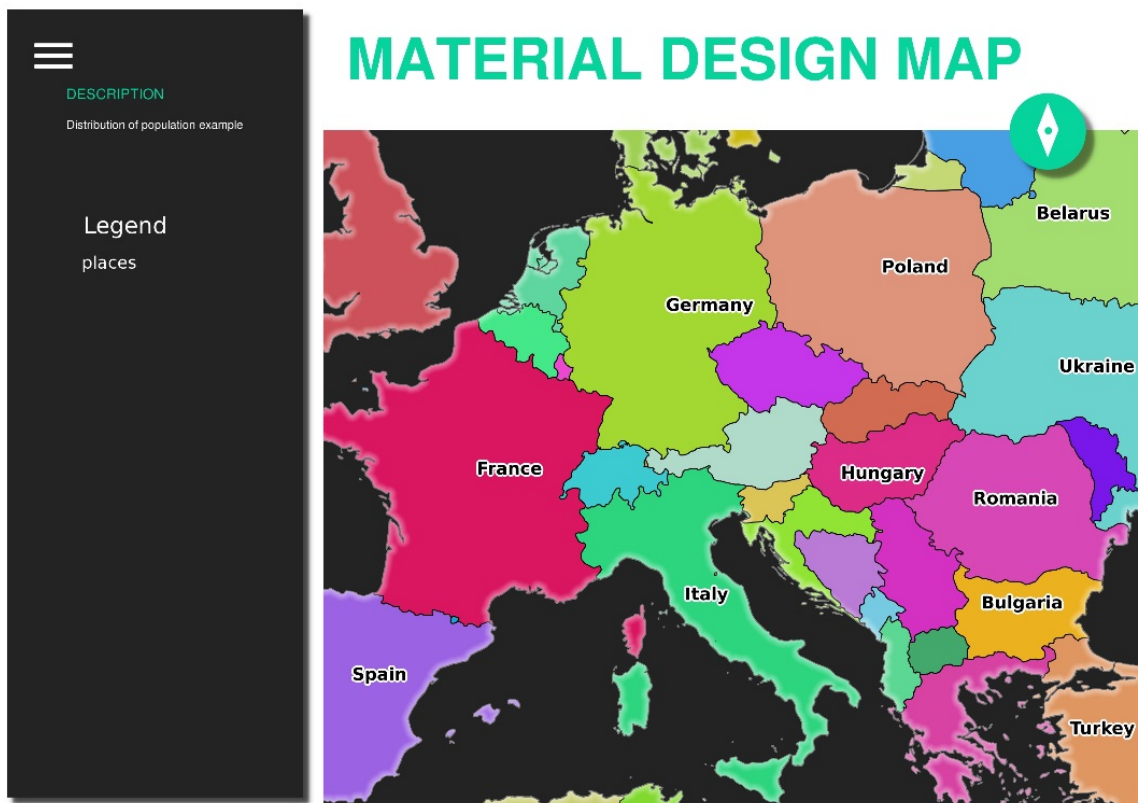 MATERIAL DESIGN MAP
DESCRIPTION
Distribution of population example
Legend
places
Belarus
Poland
Germany
Ukraine
France
Hungary
Romania
Italy
Bulgaria
Spain
Turkey